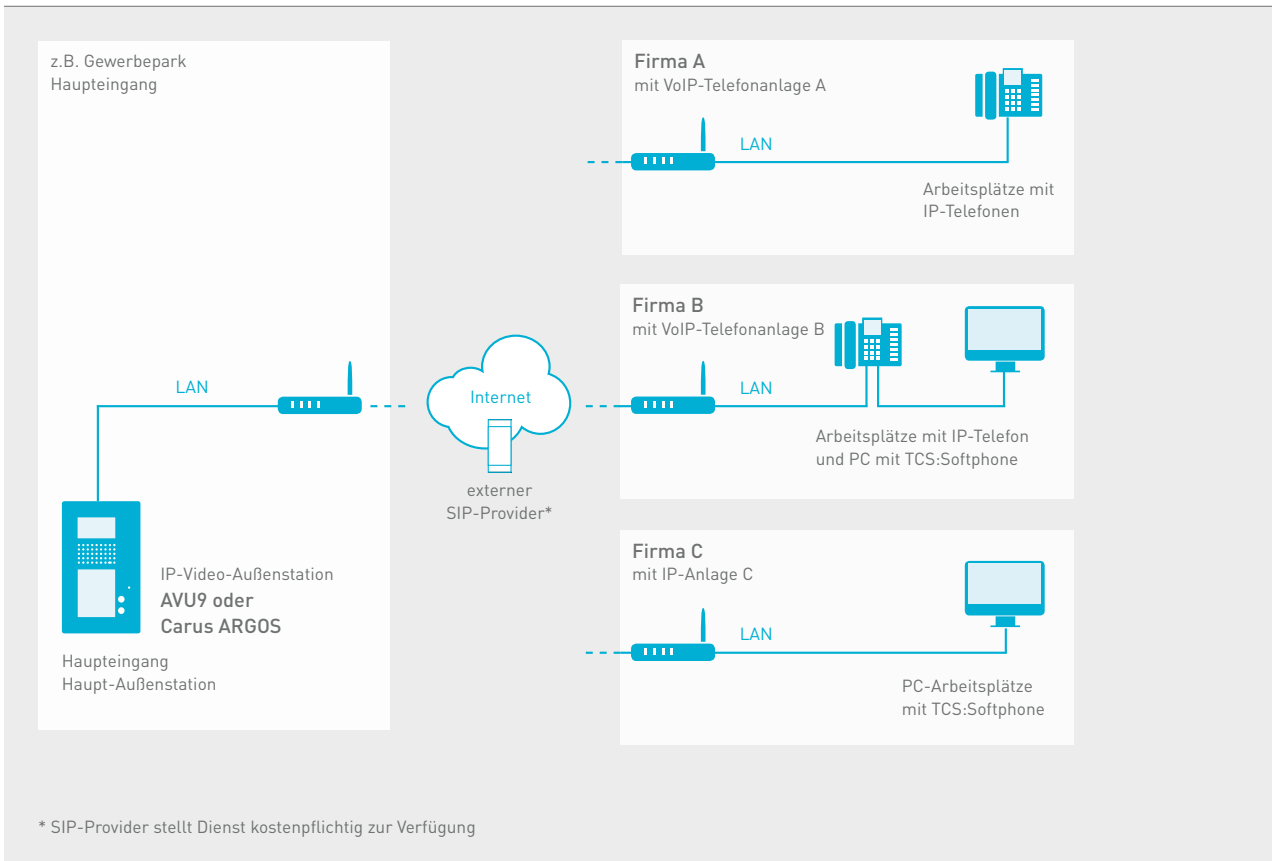 z.B. Gewerbepark
Haupteingang
LAN
IP-Video-Außenstation
AVU9 oder
Carus ARGOS
Haupteingang
Haupt-Außenstation
Internet
externer
SIP-Provider*
Firma A
mit VoIP-Telefonanlage A
LAN
Arbeitsplätze mit
IP-Telefonen
Firma B
mit VoIP-Telefonanlage B
LAN
Arbeitsplätze mit IP-Telefon
und PC mit TCS:Softphone
Firma C
mit IP-Anlage C
LAN
PC-Arbeitsplätze
mit TCS:Softphone
* SIP-Provider stellt Dienst kostenpflichtig zur Verfügung